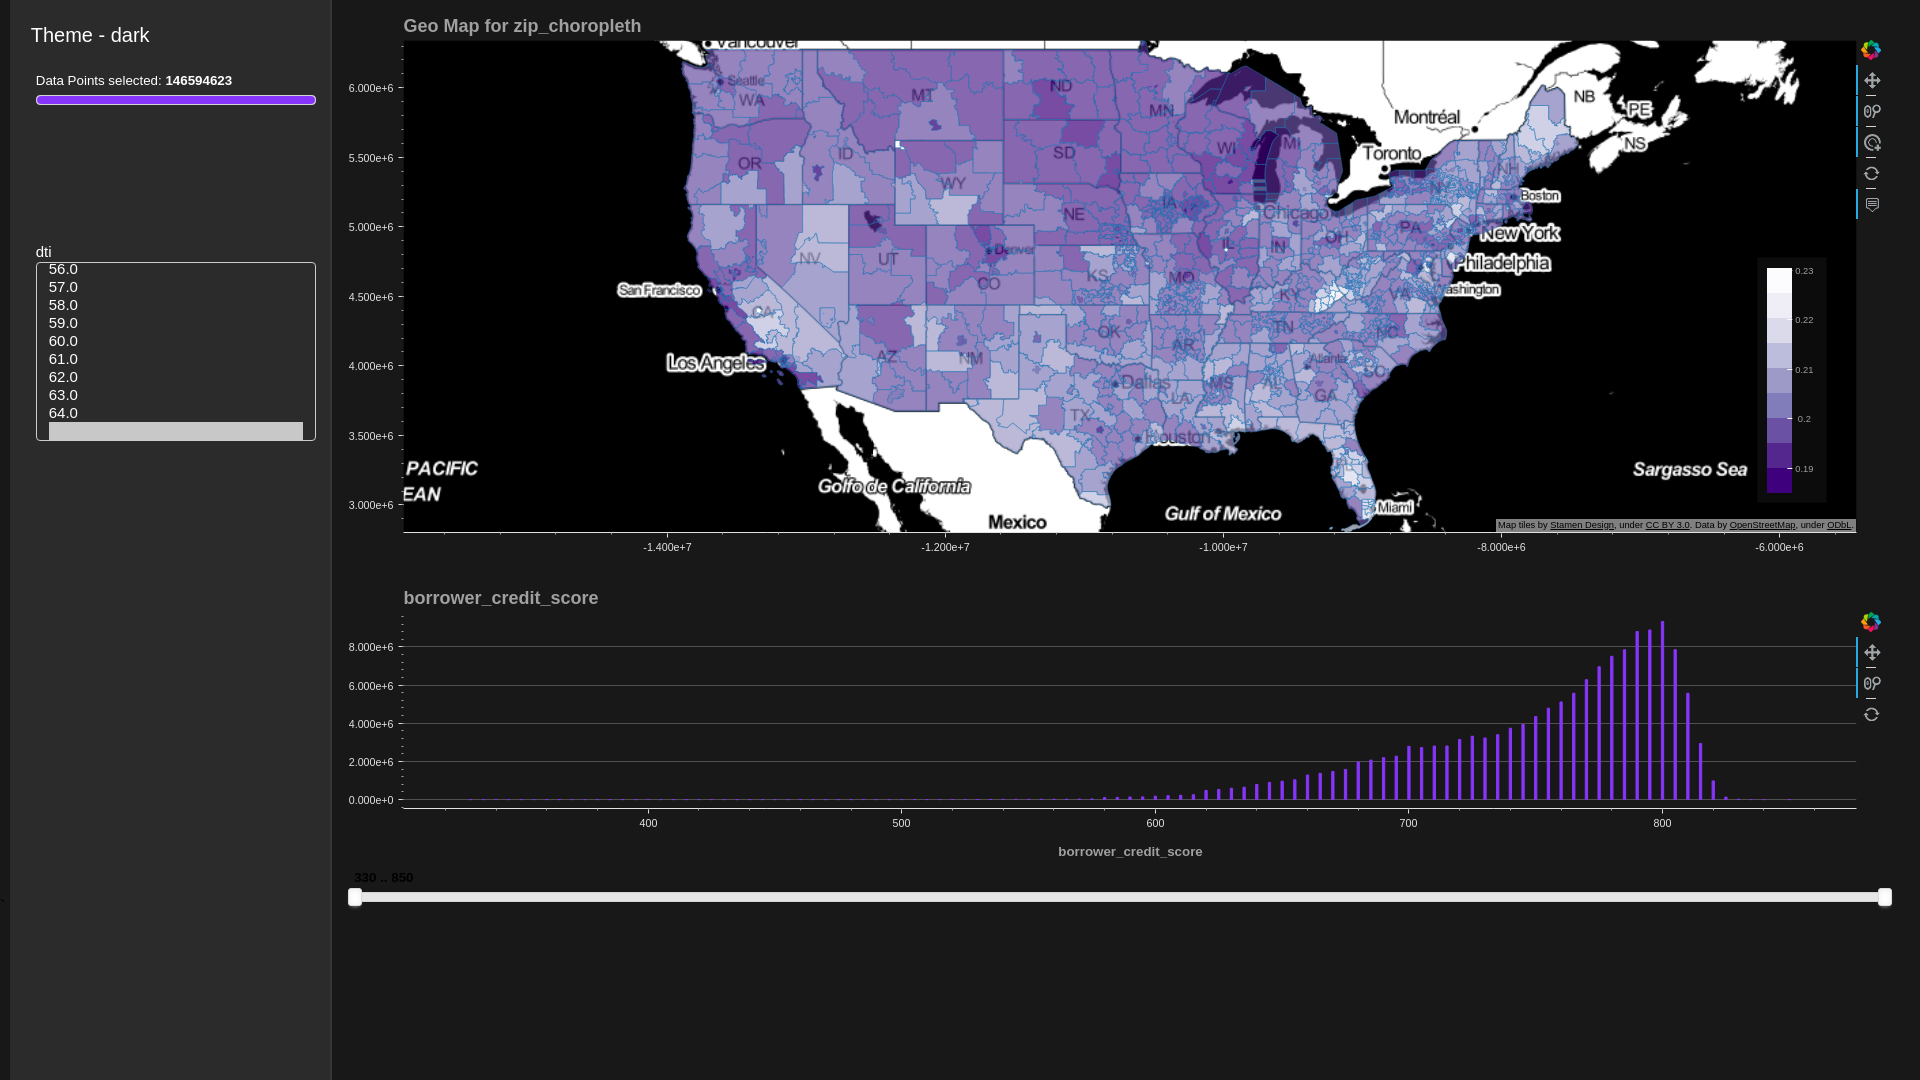 Theme - dark
Data Points selected: 146594623
dti
56.0
57.0
58.0
59.0
60.0
61.0
62.0
63.0
64.0
Geo Map for zip_choropleth
6.000e+6
5.500e+6
5.000e+6
4.500e+6
4.000e+6
3.500e+6
3.000e+6
-1.400e+7
-1.200e+7
-1.000e+7
-8.000e+6
-6.000e+6
Vancouver
Seattle
WA
MT
ND
MN
OR
ID
SD
WI
MI
WY
NE
IA
Chicago
Montréal
Toronto
NB
PE
NS
NH
NY
Boston
New York
PA
OH
IN
IL
Philadelphia
ashington
NV
UT
Denver
CO
KS
MO
KY
VA
San Francisco
CA
Los Angeles
AZ
NM
OK
AR
TN
NC
Atlanta
SC
Dallas
MS
AL
GA
LA
TX
Houston
FL
Miami
PACIFIC
EAN
Golfo de California
Mexico
Gulf of Mexico
Sargasso Sea
0.23
0.22
0.21
0.2
0.19
Map tiles by Stamen Design, under CC BY 3.0. Data by OpenStreetMap, under ODbL.
borrower_credit_score
8.000e+6
6.000e+6
4.000e+6
2.000e+6
0.000e+0
400
500
600
700
800
borrower_credit_score
330 .. 850